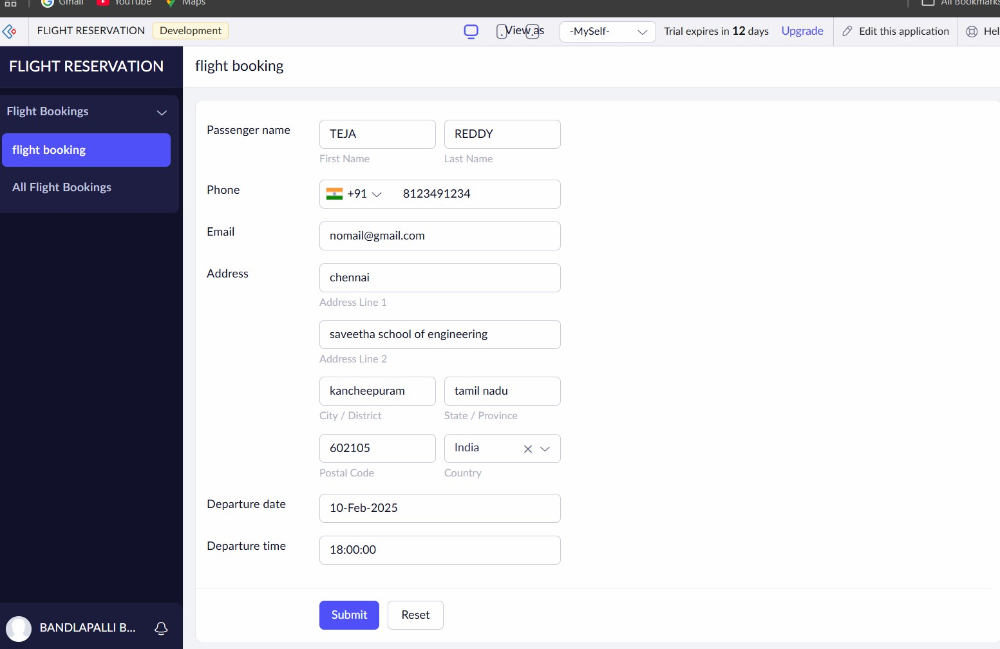 Gmail YouTube Maps All Bookmarks
FLIGHT RESERVATION Development View as -MySelf- Trial expires in 12 days Upgrade Edit this application Hel
FLIGHT RESERVATION
flight booking
Flight Bookings
flight booking
All Flight Bookings
Passenger name TEJA REDDY
First Name Last Name
Phone +91 8123491234
Email nomail@gmail.com
Address chennai
Address Line 1
saveetha school of engineering
Address Line 2
kancheepuram tamil nadu
City / District State / Province
602105 India
Postal Code Country
Departure date 10-Feb-2025
Departure time 18:00:00
Submit Reset
BANDLAPALLI B...